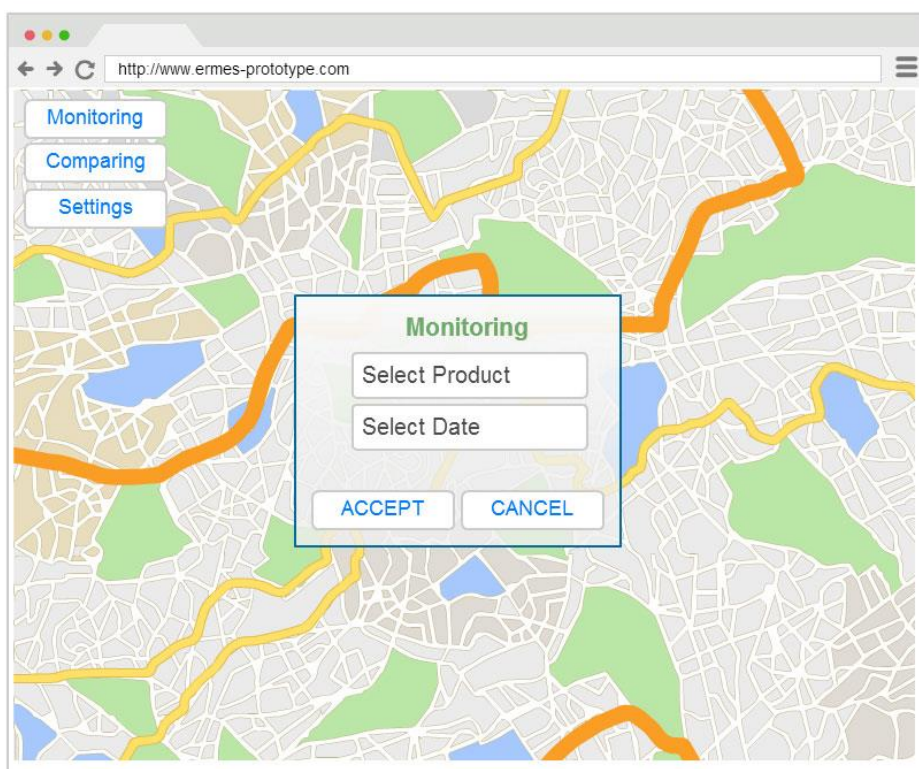 http://www.ermes-prototype.com
Monitoring
Comparing
Settings
Monitoring
Select Product
Select Date
ACCEPT CANCEL